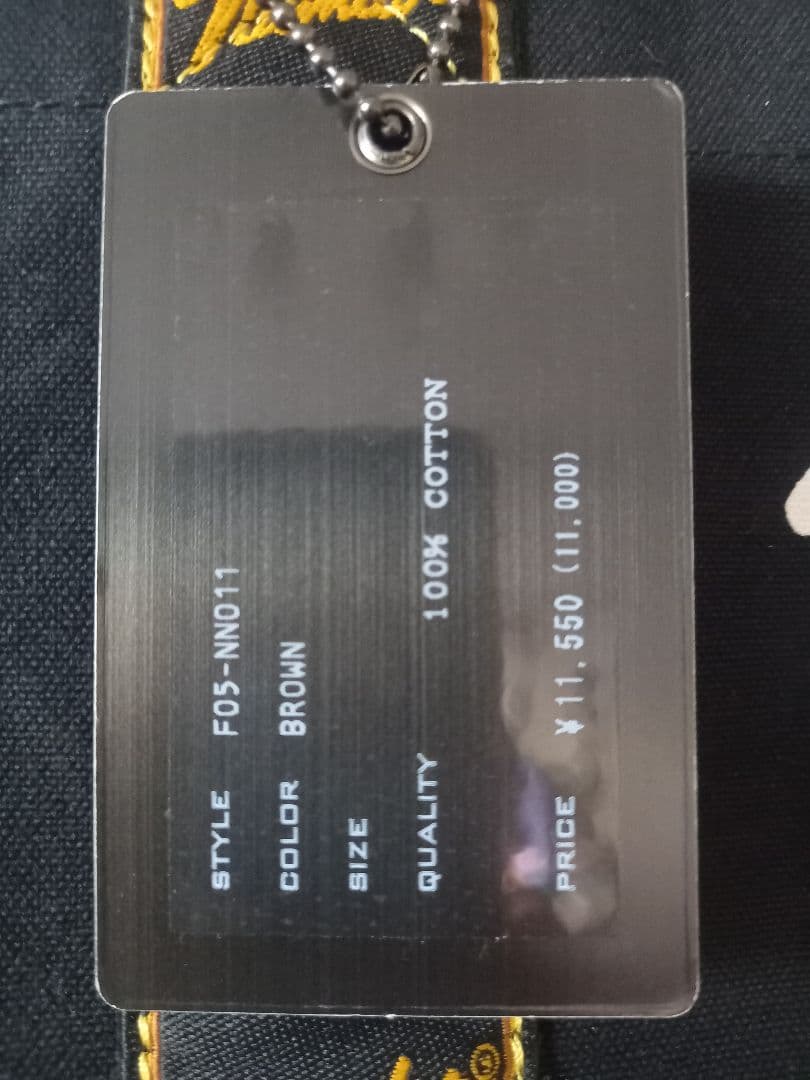 STYLE F05-NN011
COLOR BROWN
SIZE
QUALITY 100% COTTON
PRICE ¥11,550 (11,000)